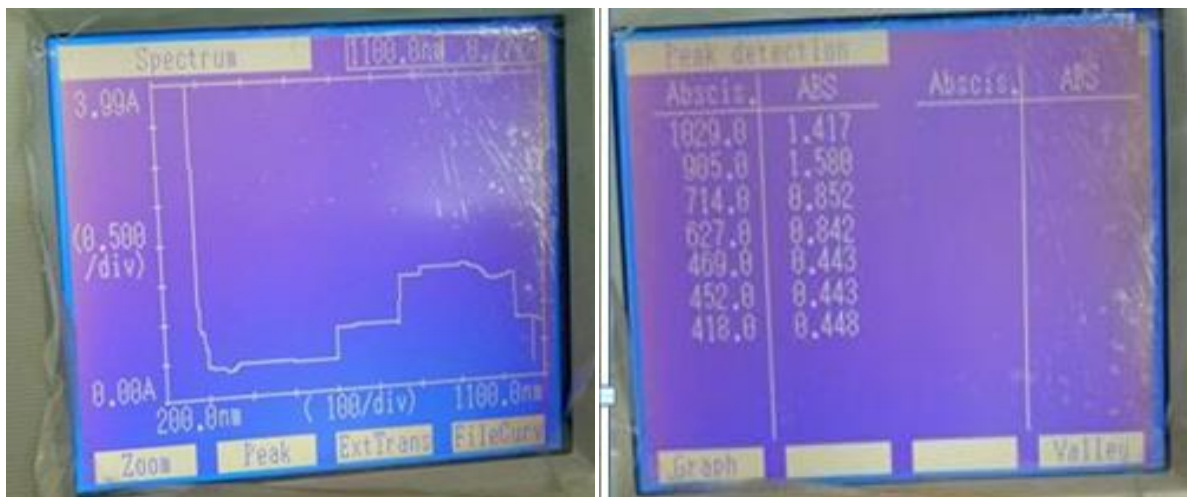 Spectrum 1100.0nm
3.99A
(0.500
/div)
0.00A
200.0nm (100/div) 1100.0nm
Zoom Peak ExtTrans FileCurv
Peak detection
Abscis. ABS Abscis. ABS
1029.0 1.417
905.0 1.580
714.0 0.852
627.0 0.842
469.0 0.443
452.0 0.443
418.0 0.448
Graph Valley